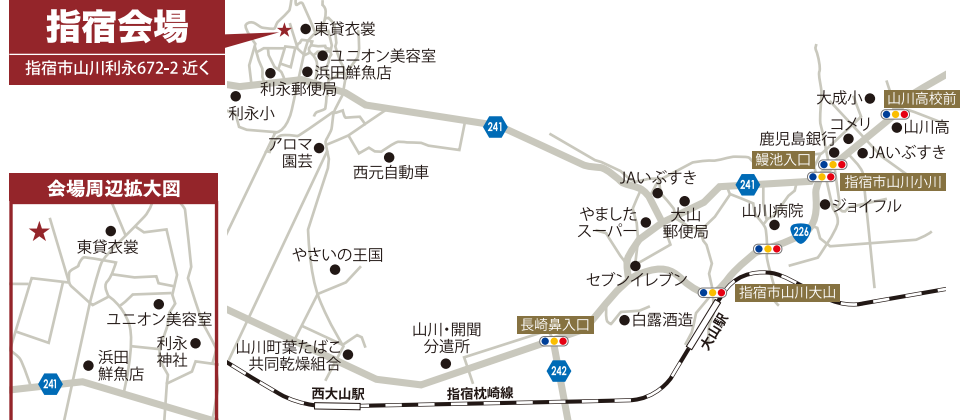 指宿会場
指宿市山川利永672-2 近く
東貸衣裳
ユニオン美容室
浜田鮮魚店
利永郵便局
利永小
アロマ
園芸
西元自動車
241
やさいの王国
山川町葉たばこ
共同乾燥組合
山川・開聞
分遣所
西大山駅
指宿枕崎線
長崎鼻入口
242
白露酒造
大山駅
セブンイレブン
やました
スーパー
JAいぶすき
大山
郵便局
241
山川病院
226
指宿市山川大山
ジョイフル
指宿市山川小川
鰻池入口
鹿児島銀行
コメリ
JAいぶすき
大成小
山川高校前
山川高
会場周辺拡大図
東貸衣裳
ユニオン美容室
利永
神社
浜田
鮮魚店
241